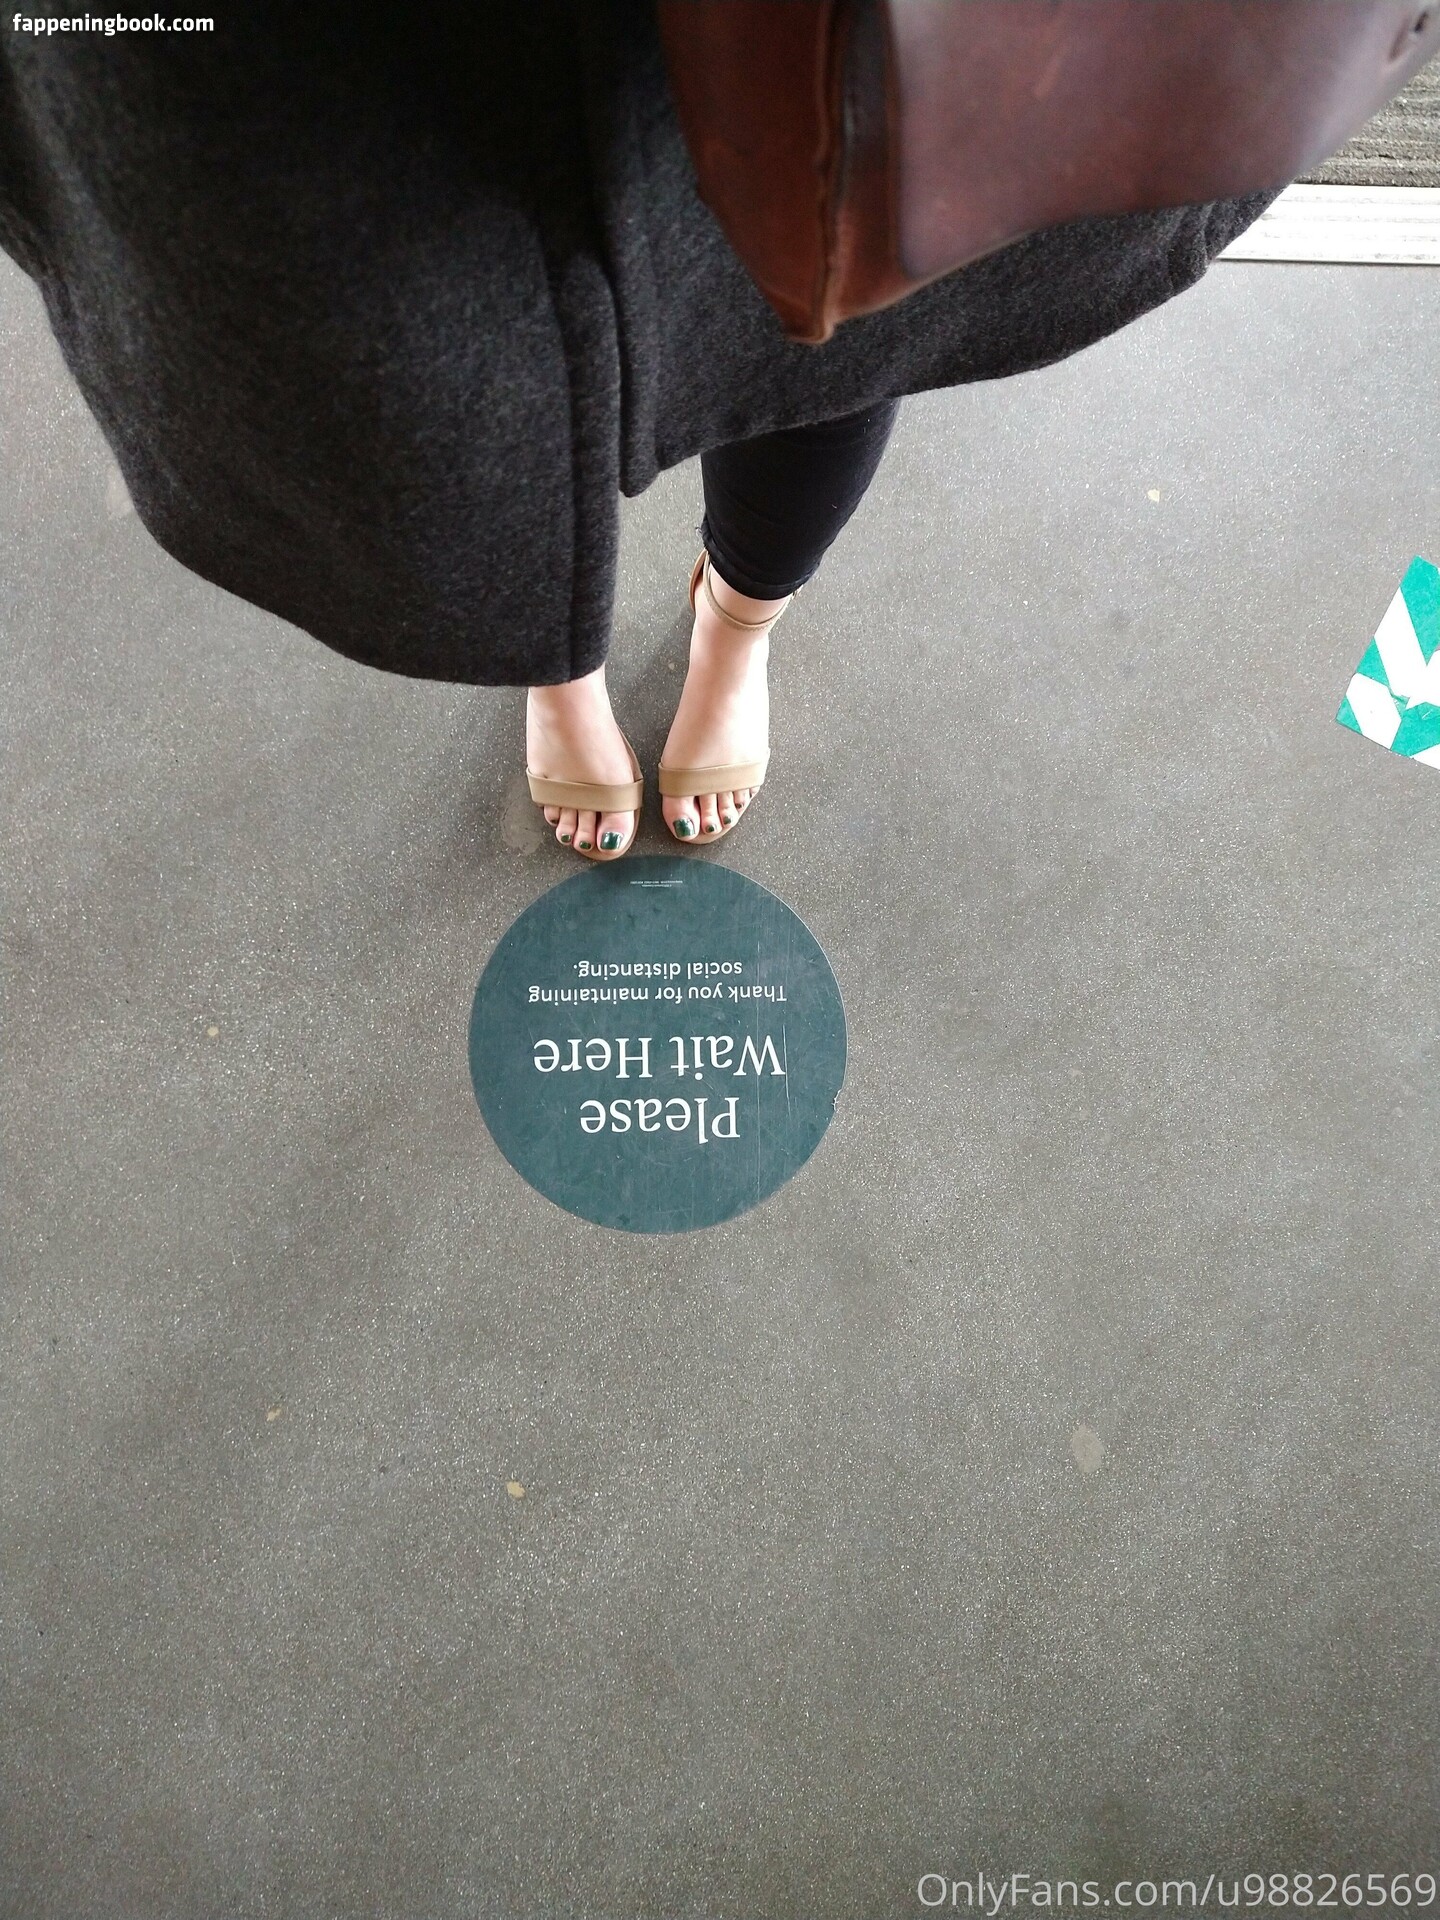 fappeningbook.com
Please
Wait Here
Thank you for maintaining
social distancing.
OnlyFans.com/u98826569